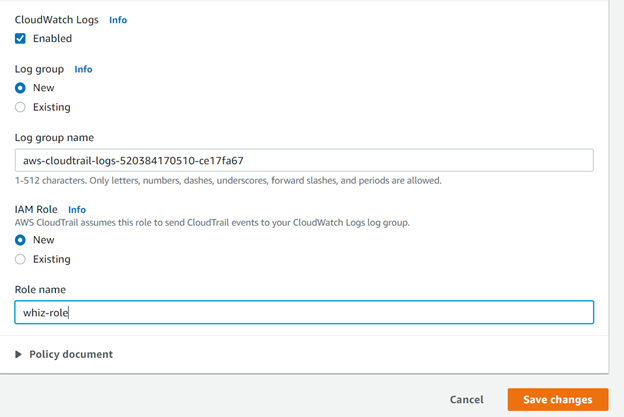 CloudWatch Logs Info
Enabled
Log group Info
New
Existing
Log group name
aws-cloudtrail-logs-520384170510-ce17fa67
1-512 characters. Only letters, numbers, dashes, underscores, forward slashes, and periods are allowed.
IAM Role Info
AWS CloudTrail assumes this role to send CloudTrail events to your CloudWatch Logs log group.
New
Existing
Role name
whiz-role
Policy document
Cancel Save changes